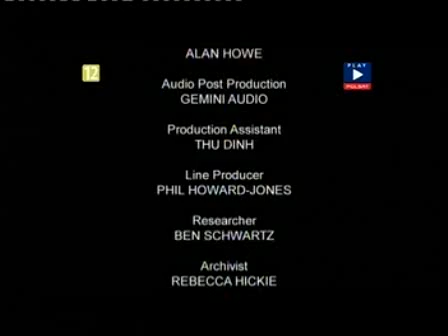 ALAN HOWE
12
PLAY
POLSAT
Audio Post Production
GEMINI AUDIO
Production Assistant
THU DINH
Line Producer
PHIL HOWARD-JONES
Researcher
BEN SCHWARTZ
Archivist
REBECCA HICKIE